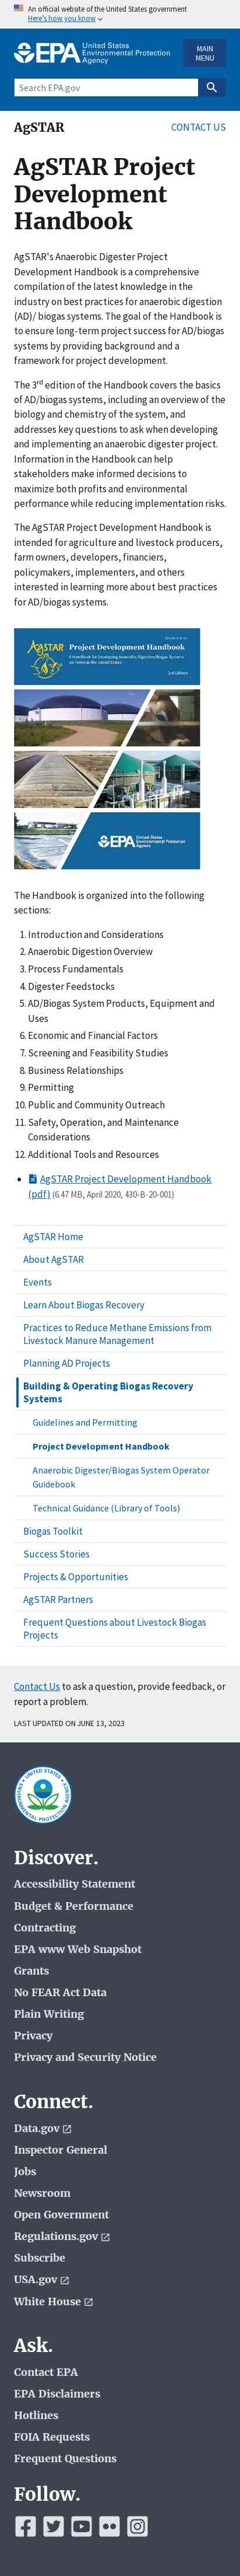 An official website of the United States government
Here's how you know
EPA United States
Environmental Protection
Agency
MAIN
MENU
Search EPA.gov
AgSTAR
CONTACT US
AgSTAR Project
Development
Handbook
AgSTAR's Anaerobic Digester Project
Development Handbook is a comprehensive
compilation of the latest knowledge in the
industry on best practices for anaerobic digestion
(AD)/ biogas systems. The goal of the Handbook is
to ensure long-term project success for AD/biogas
systems by providing background and a
framework for project development.
The 3rd edition of the Handbook covers the basics
of AD/biogas systems, including an overview of the
biology and chemistry of the system, and
addresses key questions to ask when developing
and implementing an anaerobic digester project.
Information in the Handbook can help
stakeholders make informed decisions to
maximize both profits and environmental
performance while reducing implementation risks.
The AgSTAR Project Development Handbook is
intended for agriculture and livestock producers,
farm owners, developers, financiers,
policymakers, implementers, and others
interested in learning more about best practices
for AD/biogas systems.
AgSTAR
Project Development Handbook
A Handbook for Developing Anaerobic Digestion/Biogas Systems
on Farms in the United States
3rd Edition
EPA United States
Environmental Protection
Agency
The Handbook is organized into the following
sections:
1. Introduction and Considerations
2. Anaerobic Digestion Overview
3. Process Fundamentals
4. Digester Feedstocks
5. AD/Biogas System Products, Equipment and
Uses
6. Economic and Financial Factors
7. Screening and Feasibility Studies
8. Business Relationships
9. Permitting
10. Public and Community Outreach
11. Safety, Operation, and Maintenance
Considerations
12. Additional Tools and Resources
AgSTAR Project Development Handbook
(pdf) (6.47 MB, April 2020, 430-B-20-001)
AgSTAR Home
About AgSTAR
Events
Learn About Biogas Recovery
Practices to Reduce Methane Emissions from
Livestock Manure Management
Planning AD Projects
Building & Operating Biogas Recovery
Systems
Guidelines and Permitting
Project Development Handbook
Anaerobic Digester/Biogas System Operator
Guidebook
Technical Guidance (Library of Tools)
Biogas Toolkit
Success Stories
Projects & Opportunities
AgSTAR Partners
Frequent Questions about Livestock Biogas
Projects
Contact Us to ask a question, provide feedback, or
report a problem.
LAST UPDATED ON JUNE 13, 2023
Discover.
Accessibility Statement
Budget & Performance
Contracting
EPA www Web Snapshot
Grants
No FEAR Act Data
Plain Writing
Privacy
Privacy and Security Notice
Connect.
Data.gov
Inspector General
Jobs
Newsroom
Open Government
Regulations.gov
Subscribe
USA.gov
White House
Ask.
Contact EPA
EPA Disclaimers
Hotlines
FOIA Requests
Frequent Questions
Follow.